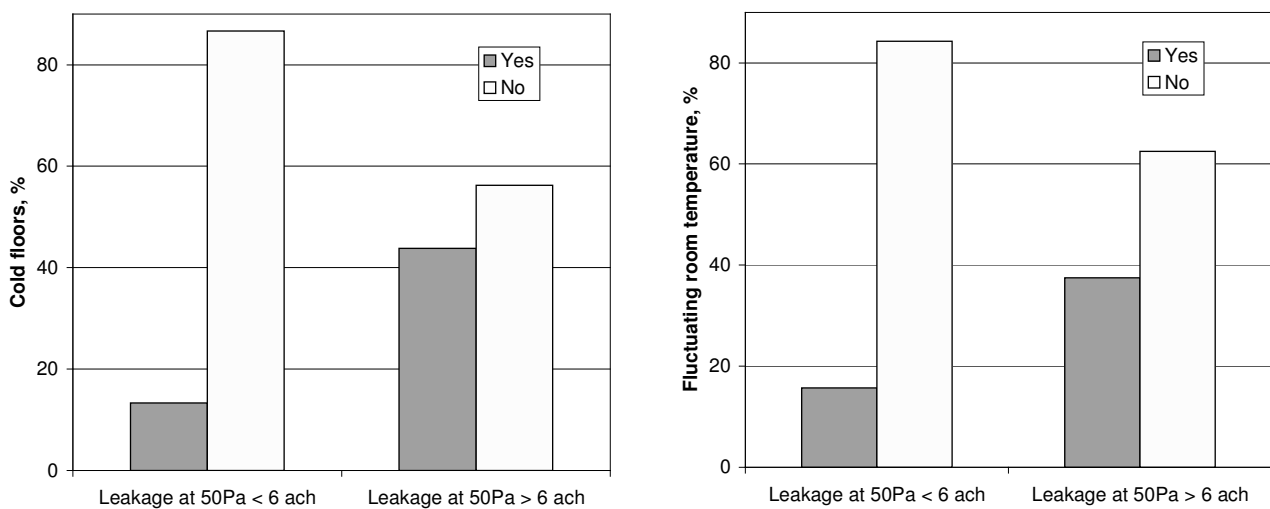 Cold floors, %
80
60
40
20
0
Yes
No
Leakage at 50Pa < 6 ach
Leakage at 50Pa > 6 ach
Fluctuating room temperature, %
80
60
40
20
0
Yes
No
Leakage at 50Pa < 6 ach
Leakage at 50Pa > 6 ach